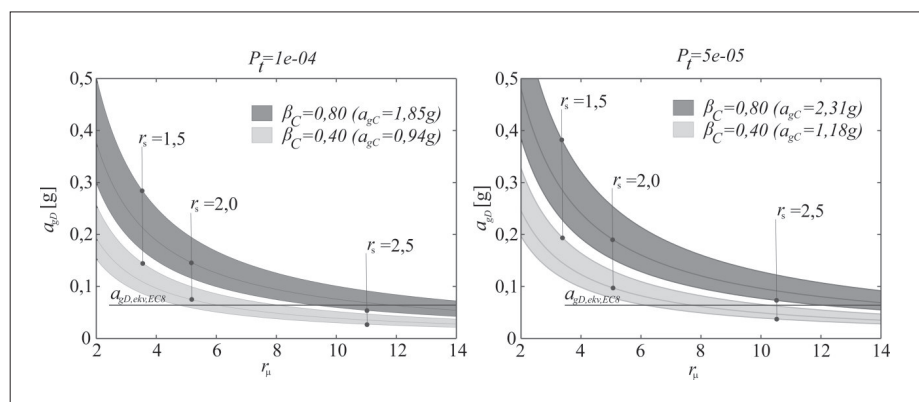 P_t=1e-04
0,5
0,4
0,3
0,2
0,1
0
a_gD [g]
β_C=0,80 (a_gC=1,85g)
β_C=0,40 (a_gC=0,94g)
r_s =1,5
r_s =2,0
r_s =2,5
a_gD,ekv,EC8
2 4 6 8 10 12 14
r_μ
P_t=5e-05
0,5
0,4
0,3
0,2
0,1
0
a_gD [g]
β_C=0,80 (a_gC=2,31g)
β_C=0,40 (a_gC=1,18g)
r_s =1,5
r_s =2,0
r_s =2,5
a_gD,ekv,EC8
2 4 6 8 10 12 14
r_μ